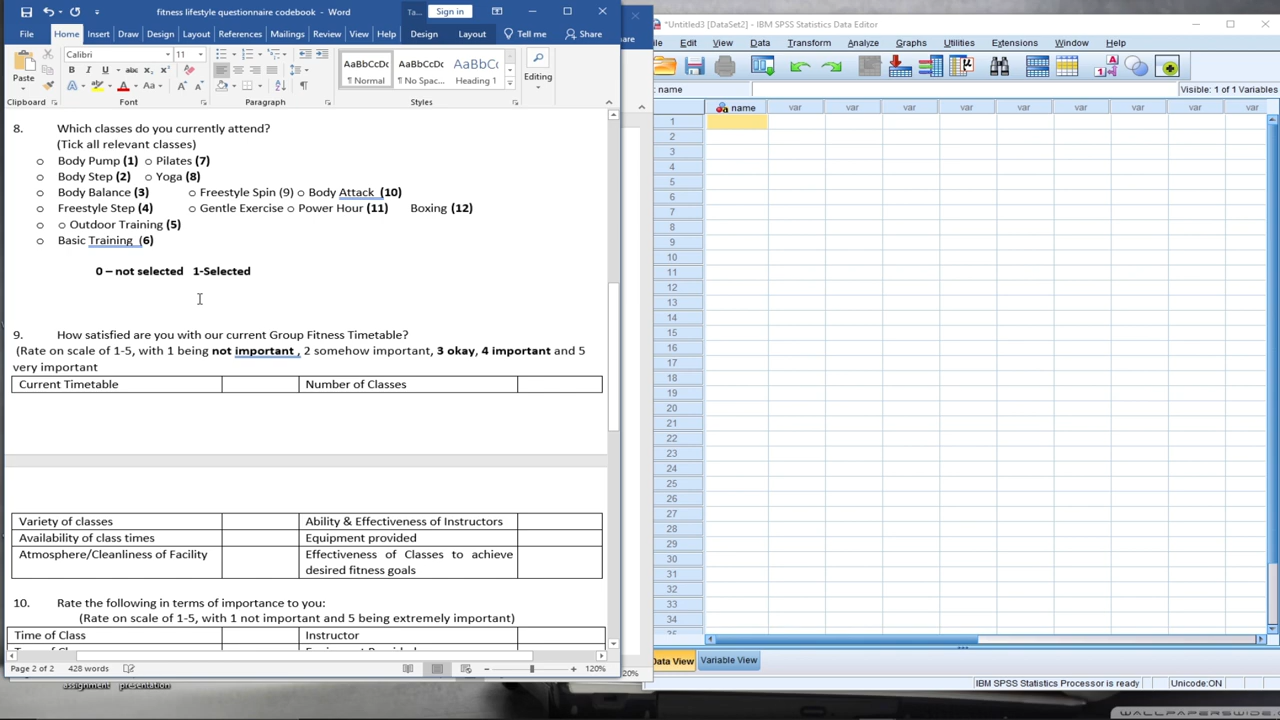 fitness lifestyle questionnaire codebook - Word
Ta...
Sign in
File Home Insert Draw Design Layout References Mailings Review View Help Design Layout Tell me Share
Paste
Calibri 11
B I U abc x₂ x²
A Aa
Clipboard Font Paragraph Styles
AaBbCcDc AaBbCcDc AaBbCc
¶ Normal ¶ No Spac... Heading 1
Editing
8. Which classes do you currently attend?
(Tick all relevant classes)
o Body Pump (1) o Pilates (7)
o Body Step (2) o Yoga (8)
o Body Balance (3) o Freestyle Spin (9) o Body Attack (10)
o Freestyle Step (4) o Gentle Exercise o Power Hour (11) Boxing (12)
o o Outdoor Training (5)
o Basic Training (6)
0 – not selected 1-Selected
9. How satisfied are you with our current Group Fitness Timetable?
(Rate on scale of 1-5, with 1 being not important , 2 somehow important, 3 okay, 4 important and 5
very important
Current Timetable Number of Classes
Variety of classes Ability & Effectiveness of Instructors
Availability of class times Equipment provided
Atmosphere/Cleanliness of Facility Effectiveness of Classes to achieve
desired fitness goals
10. Rate the following in terms of importance to you:
(Rate on scale of 1-5, with 1 not important and 5 being extremely important)
Time of Class Instructor
Page 2 of 2 428 words 120%
assignment presentation
hare
20%
*Untitled3 [DataSet2] - IBM SPSS Statistics Data Editor
ile Edit View Data Transform Analyze Graphs Utilities Extensions Window Help
: name Visible: 1 of 1 Variables
name var var var var var var var var var
1
2
3
4
5
6
7
8
9
10
11
12
13
14
15
16
17
18
19
20
21
22
23
24
25
26
27
28
29
30
31
32
33
34
Data View Variable View
IBM SPSS Statistics Processor is ready Unicode:ON
WALLPAPERSWIDE.